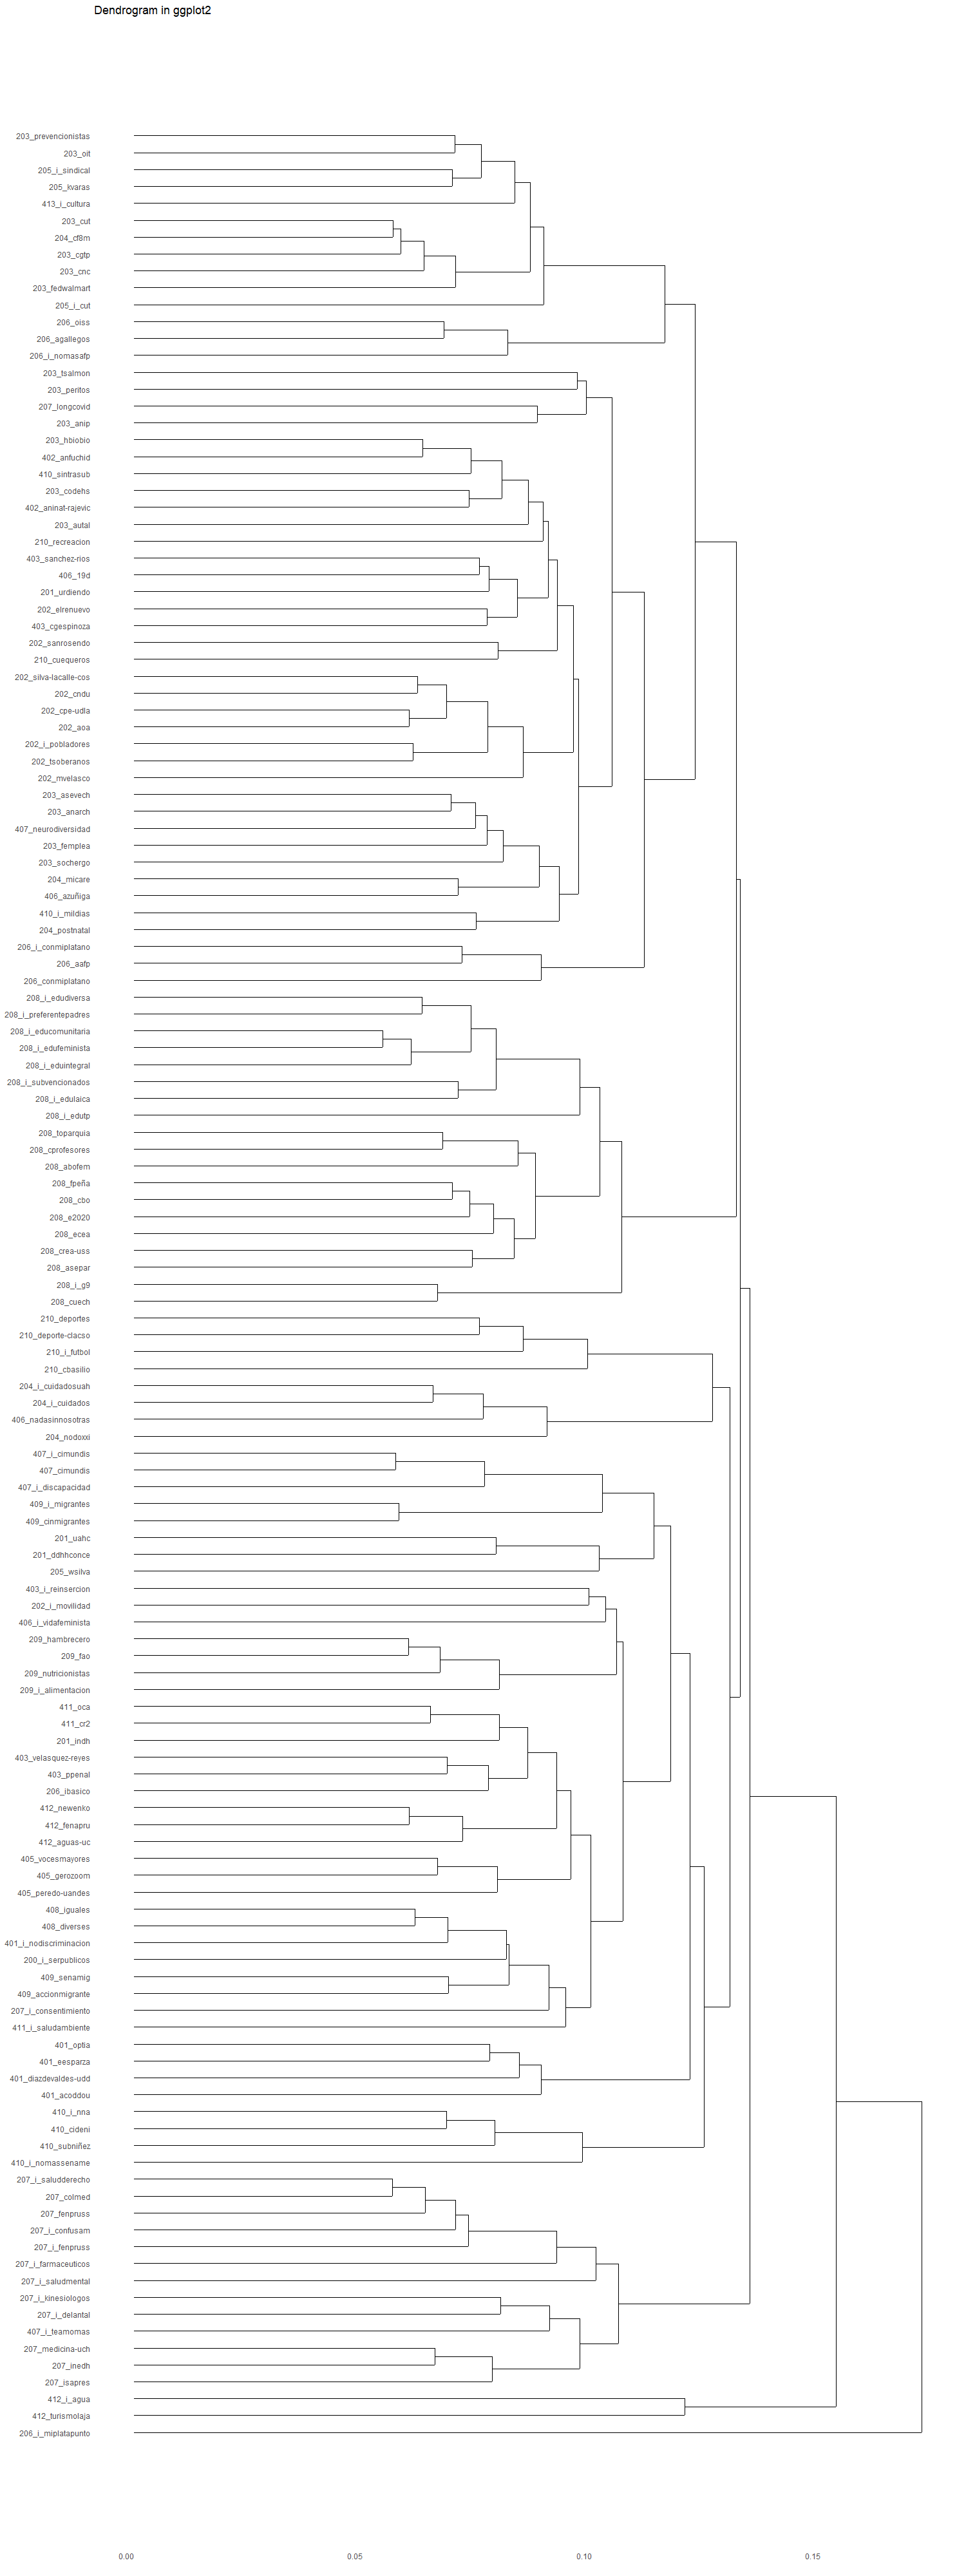 Dendrogram in ggplot2
203_prevencionistas
203_oit
205_i_sindical
205_kvaras
413_i_cultura
203_cut
204_cf8m
203_cgtp
203_cnc
203_fedwalmart
205_i_cut
206_oiss
206_agallegos
206_i_nomasafp
203_tsalmon
203_peritos
207_longcovid
203_anip
203_hbiobio
402_anfuchid
410_sintrasub
203_codehs
402_aninat-rajevic
203_autal
210_recreacion
403_sanchez-rios
406_19d
201_urdiendo
202_elrenuevo
403_cgespinoza
202_sanrosendo
210_cuequeros
202_silva-lacalle-cos
202_cndu
202_cpe-udla
202_aoa
202_i_pobladores
202_tsoberanos
202_mvelasco
203_asevech
203_anarch
407_neurodiversidad
203_femplea
203_sochergo
204_micare
406_azuñiga
410_i_mildias
204_postnatal
206_i_conmiplatano
206_aafp
206_conmiplatano
208_i_edudiversa
208_i_preferentepadres
208_i_educomunitaria
208_i_edufeminista
208_i_eduintegral
208_i_subvencionados
208_i_edulaica
208_i_edutp
208_toparquia
208_cprofesores
208_abofem
208_fpeña
208_cbo
208_e2020
208_ecea
208_crea-uss
208_asepar
208_i_g9
208_cuech
210_deportes
210_deporte-clacso
210_i_futbol
210_cbasilio
204_i_cuidadosuah
204_i_cuidados
406_nadasinnosotras
204_nodoxxi
407_i_cimundis
407_cimundis
407_i_discapacidad
409_i_migrantes
409_cinmigrantes
201_uahc
201_ddhhconce
205_wsilva
403_i_reinsercion
202_i_movilidad
406_i_vidafeminista
209_hambrecero
209_fao
209_nutricionistas
209_i_alimentacion
411_oca
411_cr2
201_indh
403_velasquez-reyes
403_ppenal
206_ibasico
412_newenko
412_fenapru
412_aguas-uc
405_vocesmayores
405_gerozoom
405_peredo-uandes
408_iguales
408_diverses
401_i_nodiscriminacion
200_i_serpublicos
409_senamig
409_accionmigrante
207_i_consentimiento
411_i_saludambiente
401_optia
401_eesparza
401_diazdevaldes-udd
401_acoddou
410_i_nna
410_cideni
410_subniñez
410_i_nomassename
207_i_saludderecho
207_colmed
207_fenpruss
207_i_confusam
207_i_fenpruss
207_i_farmaceuticos
207_i_saludmental
207_i_kinesiologos
207_i_delantal
407_i_teamomas
207_medicina-uch
207_inedh
207_isapres
412_i_agua
412_turismolaja
206_i_miplatapunto
0.00 0.05 0.10 0.15